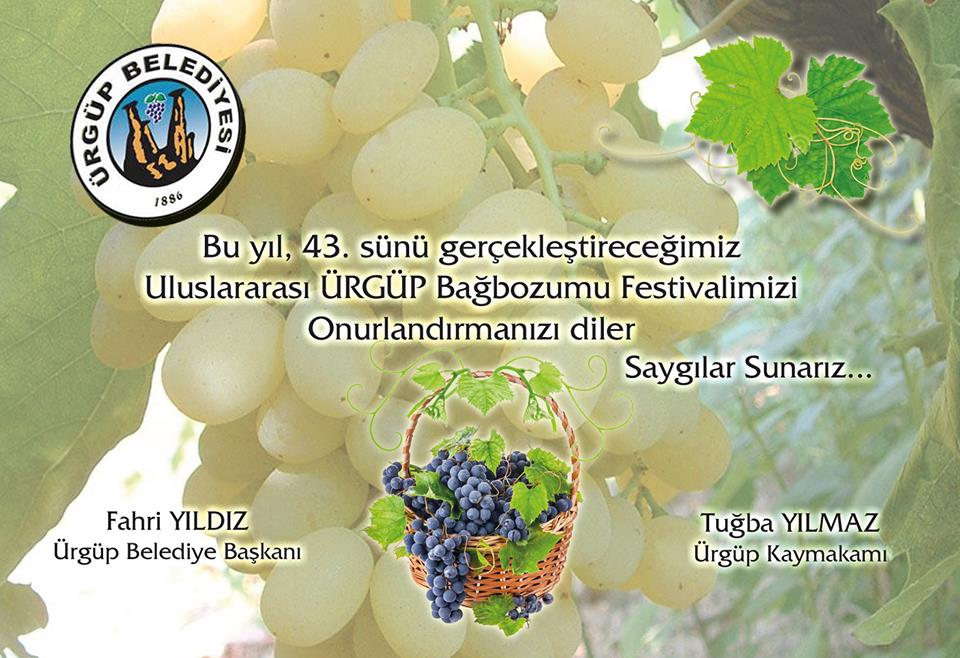 ÜRGÜP BELEDİYESİ
1886
Bu yıl, 43. sünü gerçekleştireceğimiz
Uluslararası ÜRGÜP Bağbozumu Festivalimizi
Onurlandırmanızı diler
Saygılar Sunarız...
Fahri YILDIZ
Ürgüp Belediye Başkanı
Tuğba YILMAZ
Ürgüp Kaymakamı